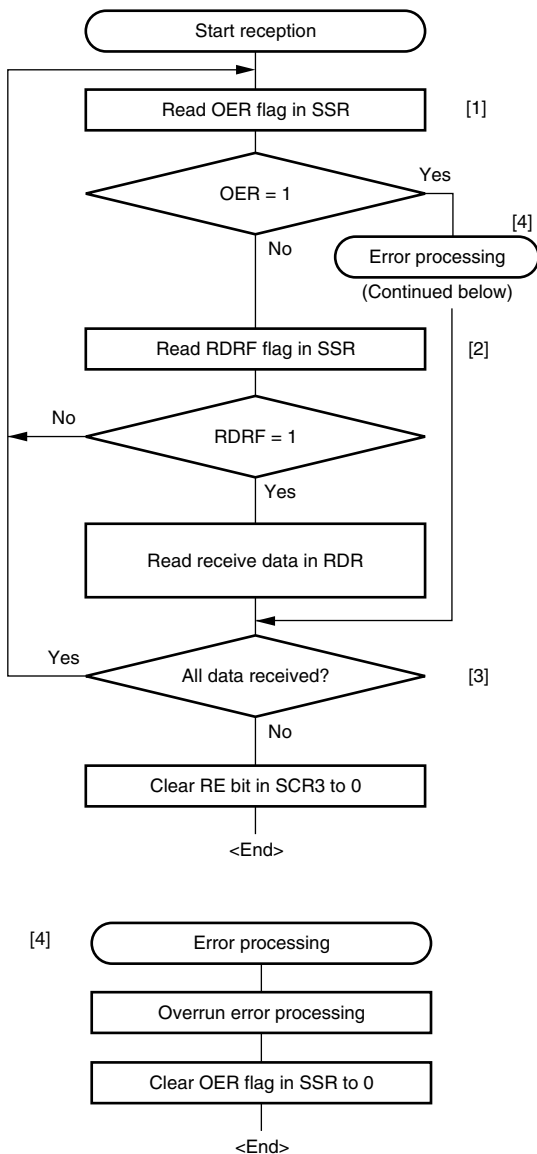 Start reception
Read OER flag in SSR
[1]
OER = 1
Yes
No
[4]
Error processing
(Continued below)
Read RDRF flag in SSR
[2]
No
RDRF = 1
Yes
Read receive data in RDR
Yes
All data received?
[3]
No
Clear RE bit in SCR3 to 0
<End>
[4]
Error processing
Overrun error processing
Clear OER flag in SSR to 0
<End>